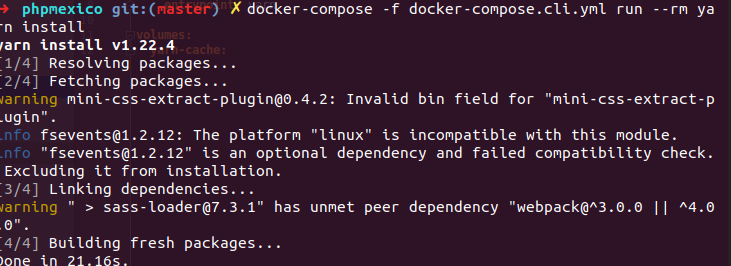 → phpmexico git:(master) ✗ docker-compose -f docker-compose.cli.yml run --rm ya
rn install
yarn install v1.22.4
volumes:
yarn-cache:
[1/4] Resolving packages...
[2/4] Fetching packages...
warning mini-css-extract-plugin@0.4.2: Invalid bin field for "mini-css-extract-p
lugin".
info fsevents@1.2.12: The platform "linux" is incompatible with this module.
info "fsevents@1.2.12" is an optional dependency and failed compatibility check.
Excluding it from installation.
[3/4] Linking dependencies...
warning " > sass-loader@7.3.1" has unmet peer dependency "webpack@^3.0.0 || ^4.0
.0".
[4/4] Building fresh packages...
Done in 21.16s.